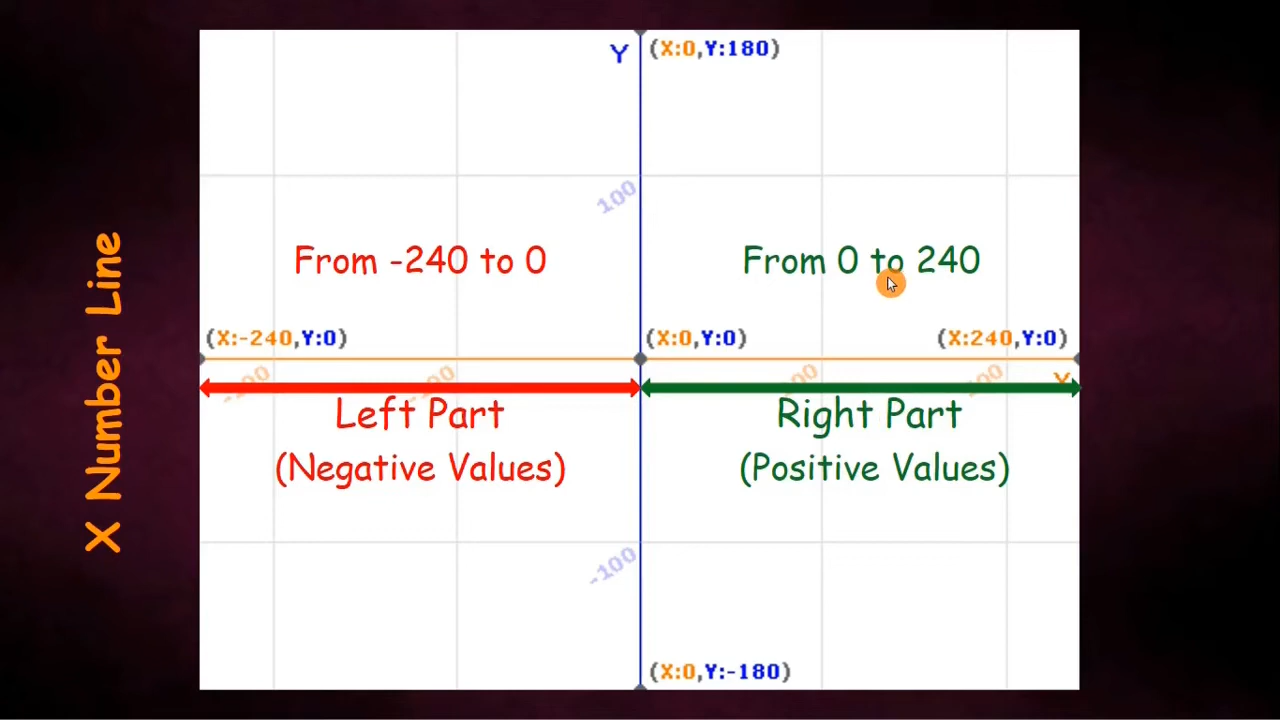 Y
(X:0,Y:180)
100
From -240 to 0
From 0 to 240
X Number Line
(X:-240,Y:0)
(X:0,Y:0)
(X:240,Y:0)
-100
Left Part
Right Part
(Negative Values)
(Positive Values)
-100
(X:0,Y:-180)